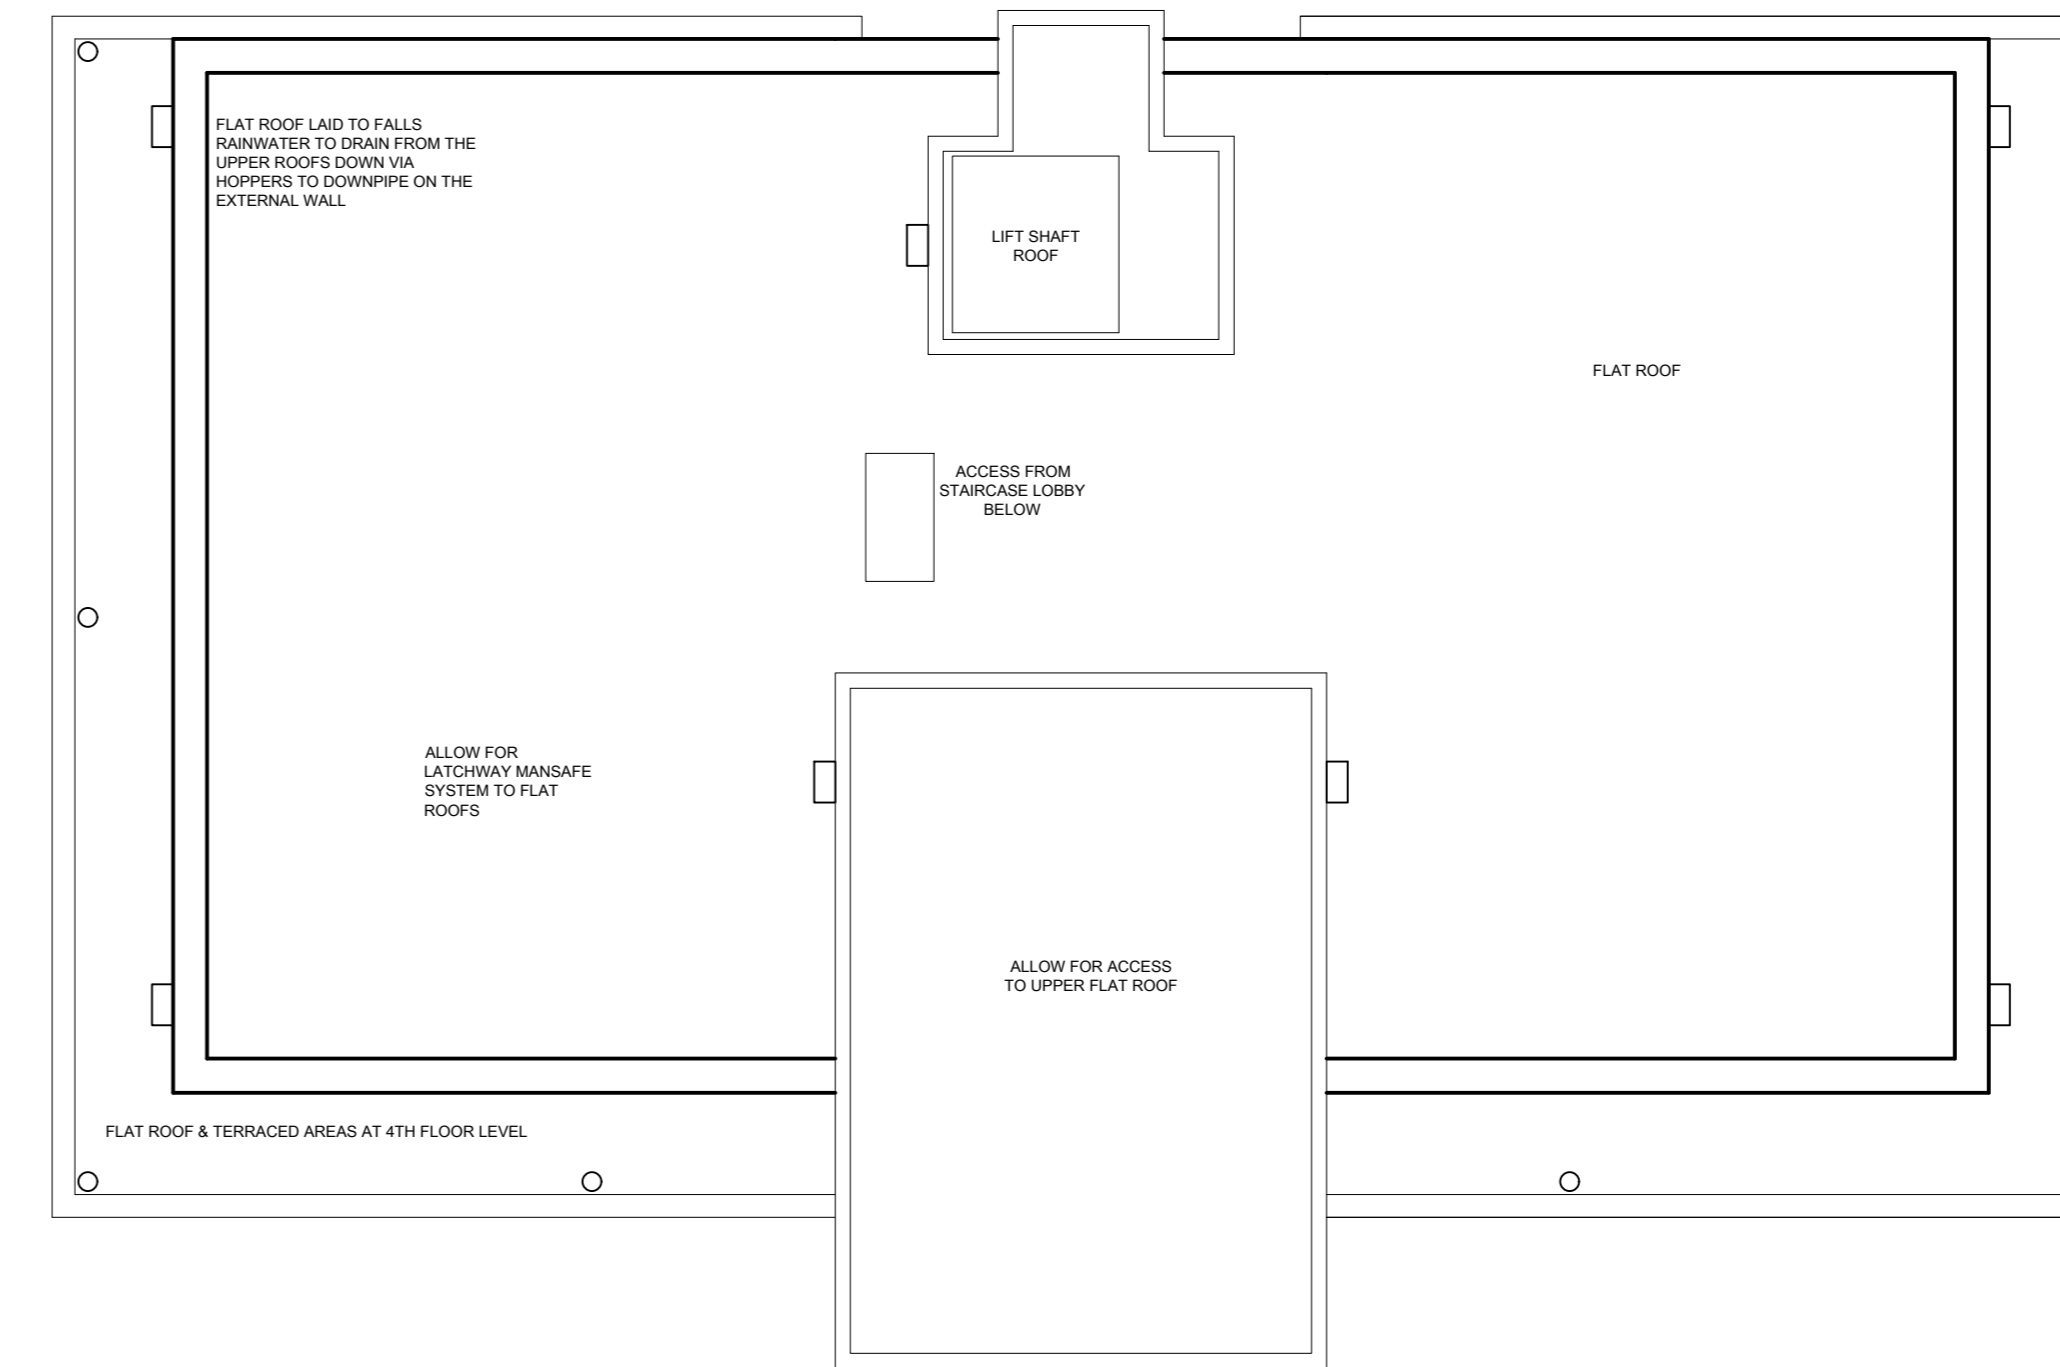 FLAT ROOF LAID TO FALLS
RAINWATER TO DRAIN FROM THE
UPPER ROOFS DOWN VIA
HOPPERS TO DOWNPIPE ON THE
EXTERNAL WALL
LIFT SHAFT
ROOF
FLAT ROOF
ACCESS FROM
STAIRCASE LOBBY
BELOW
ALLOW FOR
LATCHWAY MANSAFE
SYSTEM TO FLAT
ROOFS
ALLOW FOR ACCESS
TO UPPER FLAT ROOF
FLAT ROOF & TERRACED AREAS AT 4TH FLOOR LEVEL